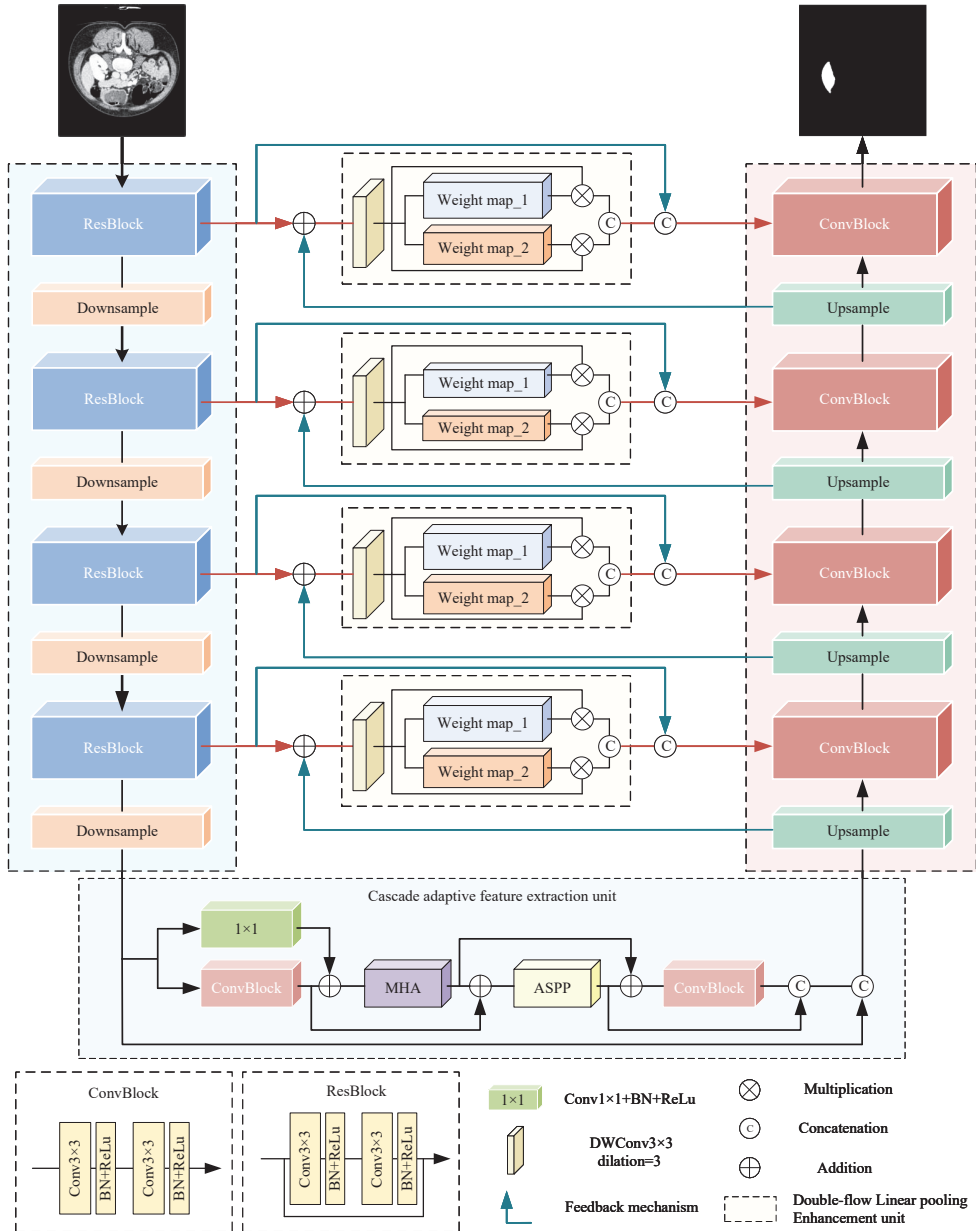 ResBlock
Weight map_1
Weight map_2
C
C
ConvBlock
Downsample
Upsample
ResBlock
Weight map_1
Weight map_2
C
C
ConvBlock
Downsample
Upsample
ResBlock
Weight map_1
Weight map_2
C
C
ConvBlock
Downsample
Upsample
ResBlock
Weight map_1
Weight map_2
C
C
ConvBlock
Downsample
Upsample
Cascade adaptive feature extraction unit
1×1
ConvBlock
MHA
ASPP
ConvBlock
C
C
ConvBlock
Conv3×3
BN+ReLu
Conv3×3
BN+ReLu
ResBlock
Conv3×3
BN+ReLu
Conv3×3
BN+ReLu
1×1
Conv1×1+BN+ReLu
DWConv3×3
dilation=3
Feedback mechanism
Multiplication
C
Concatenation
Addition
Double-flow Linear pooling
Enhancement unit